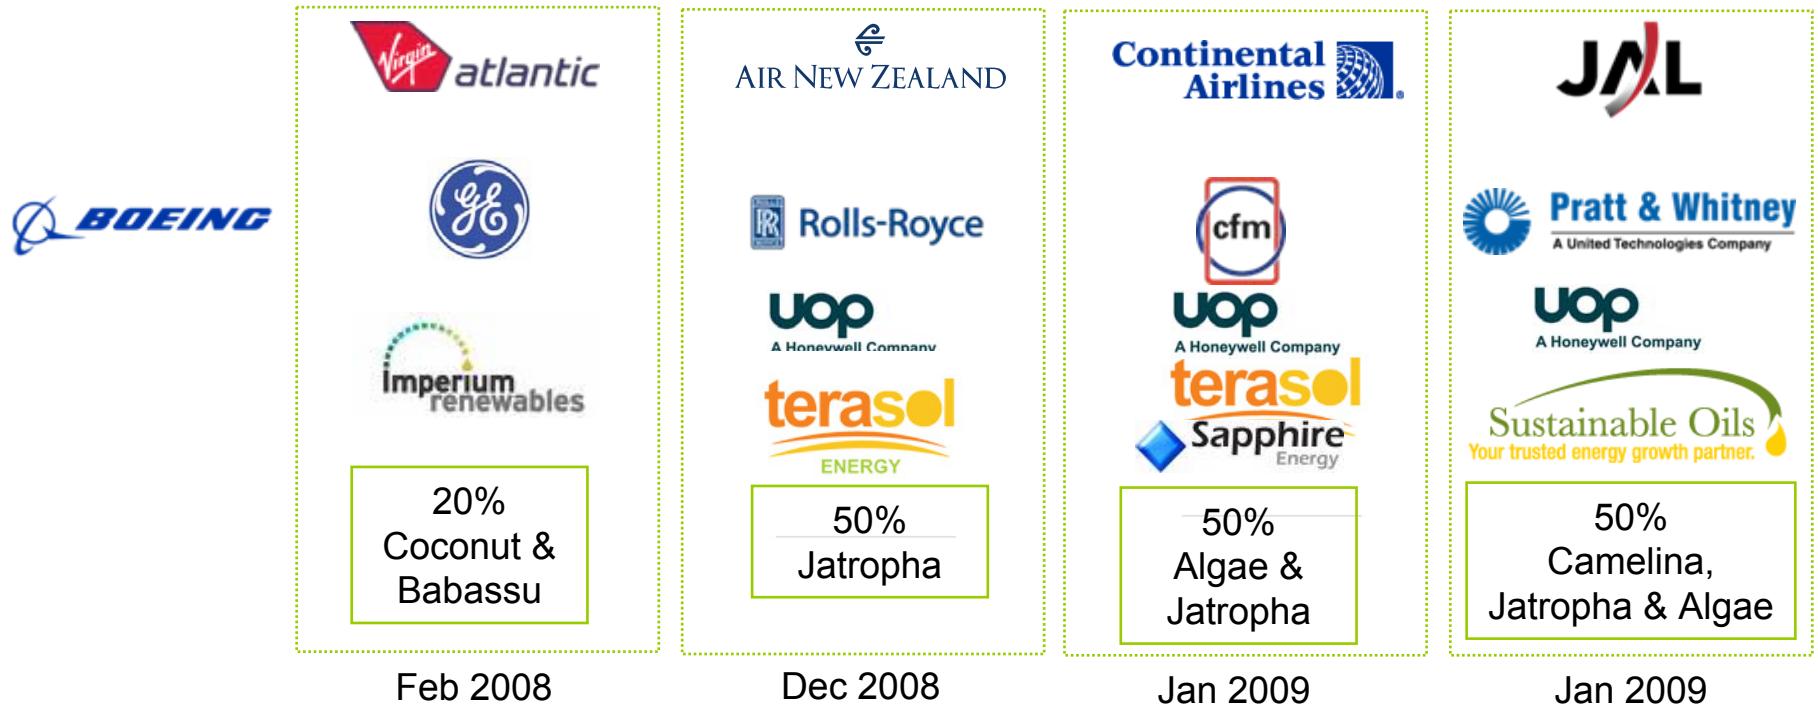 BOEING
Virgin atlantic
GE
Imperium
renewables
20%
Coconut &
Babassu
Feb 2008
AIR NEW ZEALAND
RR
Rolls-Royce
uop
A Honeywell Company
terasol
ENERGY
50%
Jatropha
Dec 2008
Continental
Airlines
cfm
uop
A Honeywell Company
terasol
Sapphire
Energy
50%
Algae &
Jatropha
Jan 2009
JAL
Pratt & Whitney
A United Technologies Company
uop
A Honeywell Company
Sustainable Oils
Your trusted energy growth partner.
50%
Camelina,
Jatropha & Algae
Jan 2009